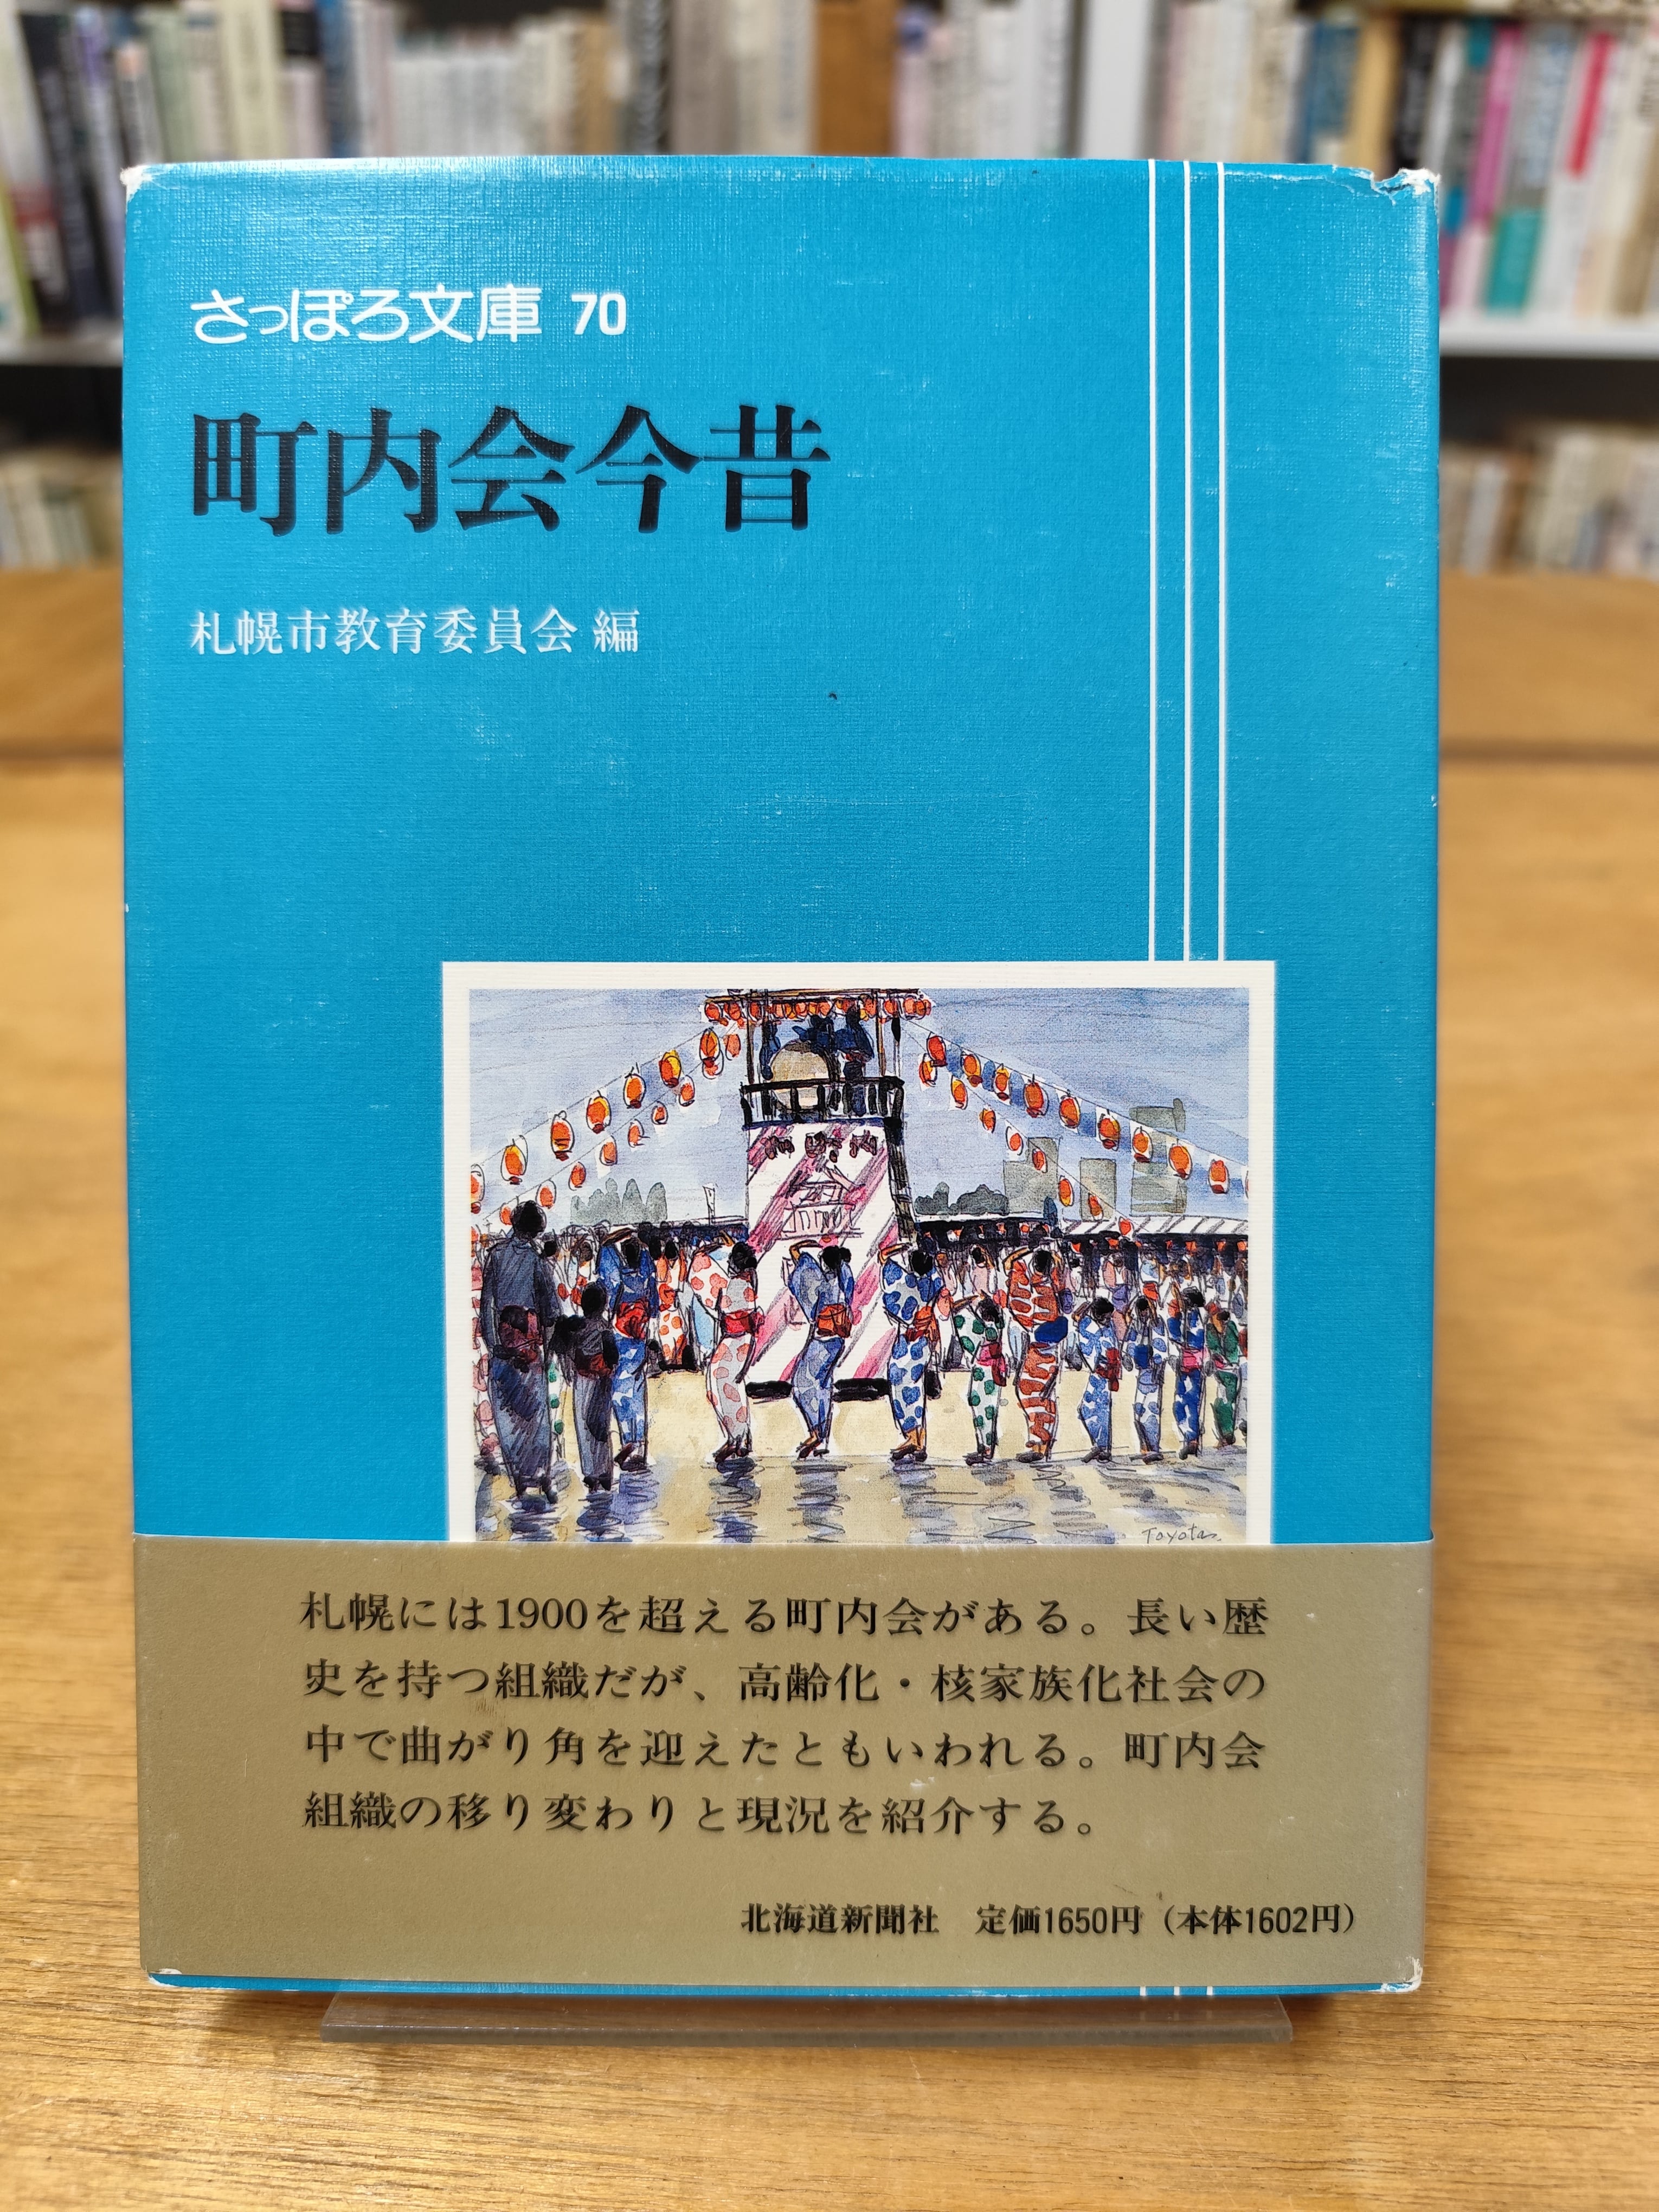 さっぽろ文庫 70
町内会今昔
札幌市教育委員会 編
Toyota.
札幌には1900を超える町内会がある。長い歴
史を持つ組織だが、高齢化・核家族化社会の
中で曲がり角を迎えたともいわれる。町内会
組織の移り変わりと現況を紹介する。
北海道新聞社 定価1650円（本体1602円）